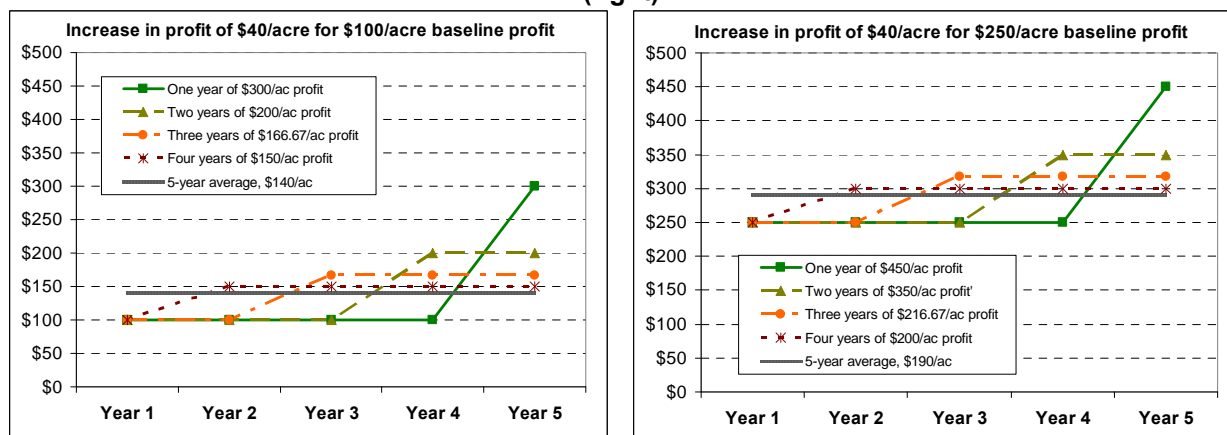 Increase in profit of $40/acre for $100/acre baseline profit
$500
$450
$400
$350
$300
$250
$200
$150
$100
$50
$0
One year of $300/ac profit
Two years of $200/ac profit
Three years of $166.67/ac profit
Four years of $150/ac profit
5-year average, $140/ac
Year 1 Year 2 Year 3 Year 4 Year 5
Increase in profit of $40/acre for $250/acre baseline profit
$500
$450
$400
$350
$300
$250
$200
$150
$100
$50
$0
One year of $450/ac profit
Two years of $350/ac profit'
Three years of $216.67/ac profit
Four years of $200/ac profit
5-year average, $190/ac
Year 1 Year 2 Year 3 Year 4 Year 5